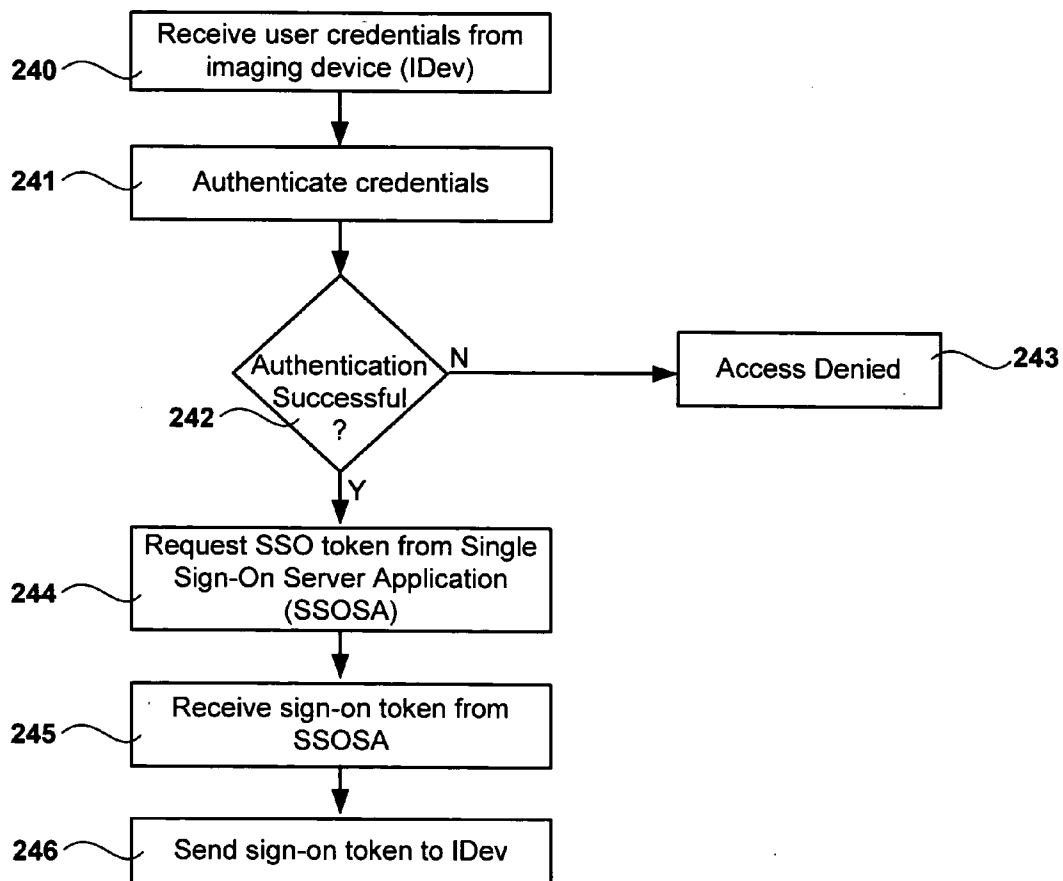 Receive user credentials from
imaging device (IDev)
240
241
Authenticate credentials
Authentication
Successful
?
242
N
Access Denied
243
Y
Request SSO token from Single
Sign-On Server Application
(SSOSA)
244
Receive sign-on token from
SSOSA
245
246
Send sign-on token to IDev